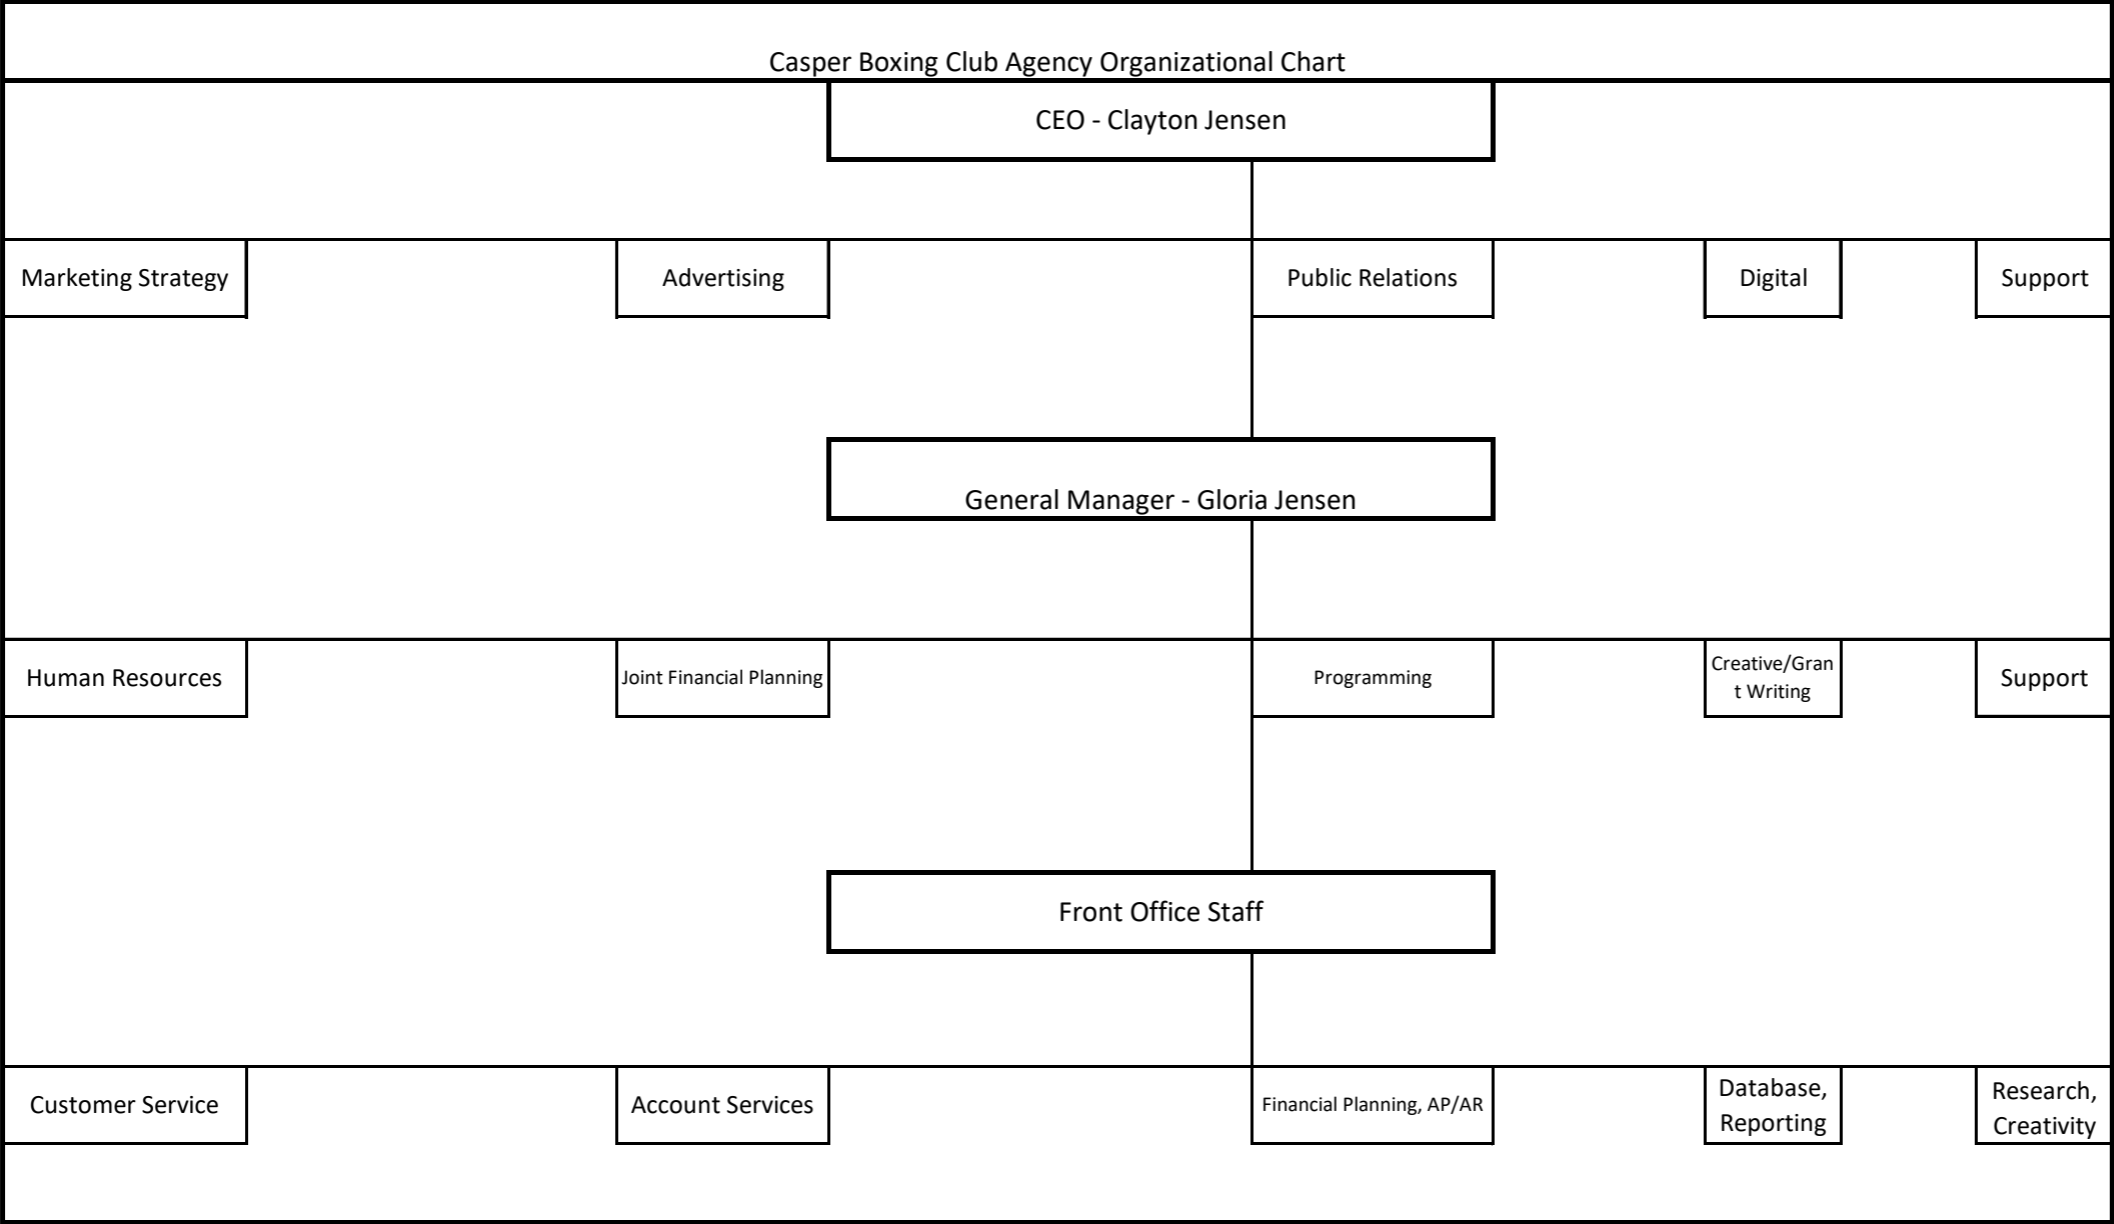 Casper Boxing Club Agency Organizational Chart
CEO - Clayton Jensen
Marketing Strategy
Advertising
Public Relations
Digital
Support
General Manager - Gloria Jensen
Human Resources
Joint Financial Planning
Programming
Creative/Gran
t Writing
Support
Front Office Staff
Customer Service
Account Services
Financial Planning, AP/AR
Database,
Reporting
Research,
Creativity